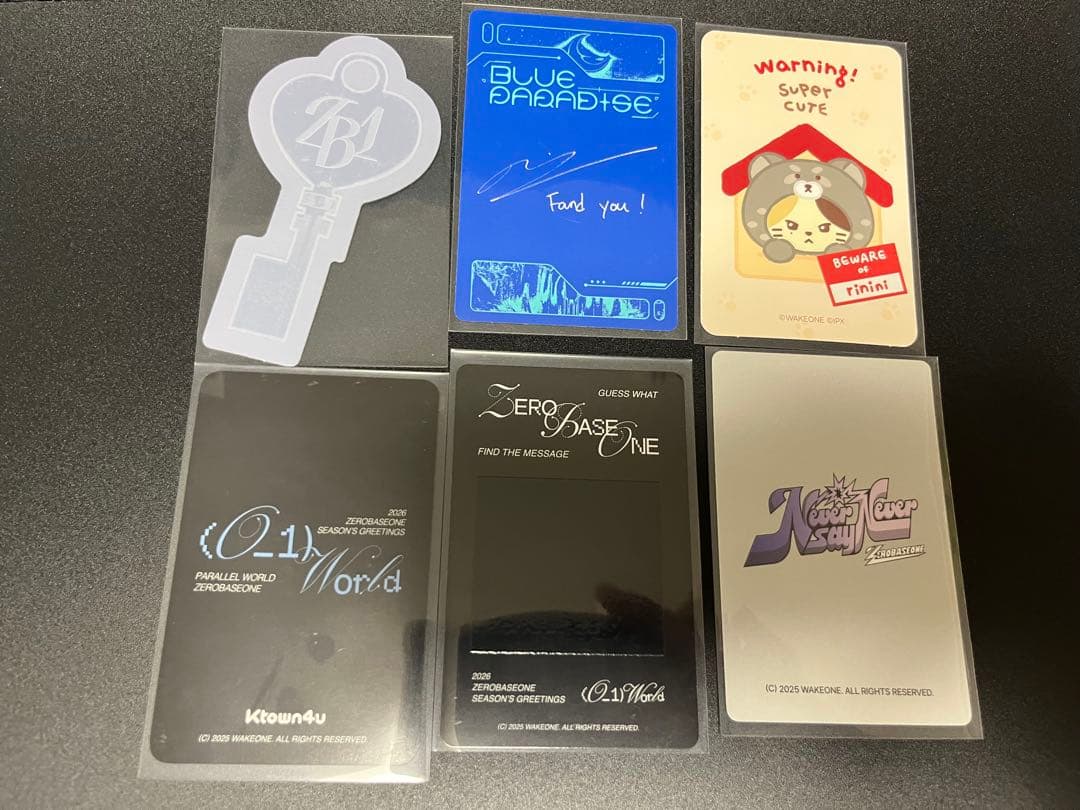 ZB1
BLUE
PARADISE
Fand you!
Warning!
SUPER
CUTE
BEWARE
OF
rinini
©WAKEONE ©IPX
2026
ZEROBASEONE
SEASON'S GREETINGS
(O_1)
World
PARALLEL WORLD
ZEROBASEONE
Ktown4u
(C) 2025 WAKEONE. ALL RIGHTS RESERVED.
GUESS WHAT
ZERO
BASE
ONE
FIND THE MESSAGE
2026
ZEROBASEONE
SEASON'S GREETINGS
(O_1) World
(C) 2025 WAKEONE. ALL RIGHTS RESERVED.
Never Never
say
ZEROBASEONE
(C) 2025 WAKEONE. ALL RIGHTS RESERVED.